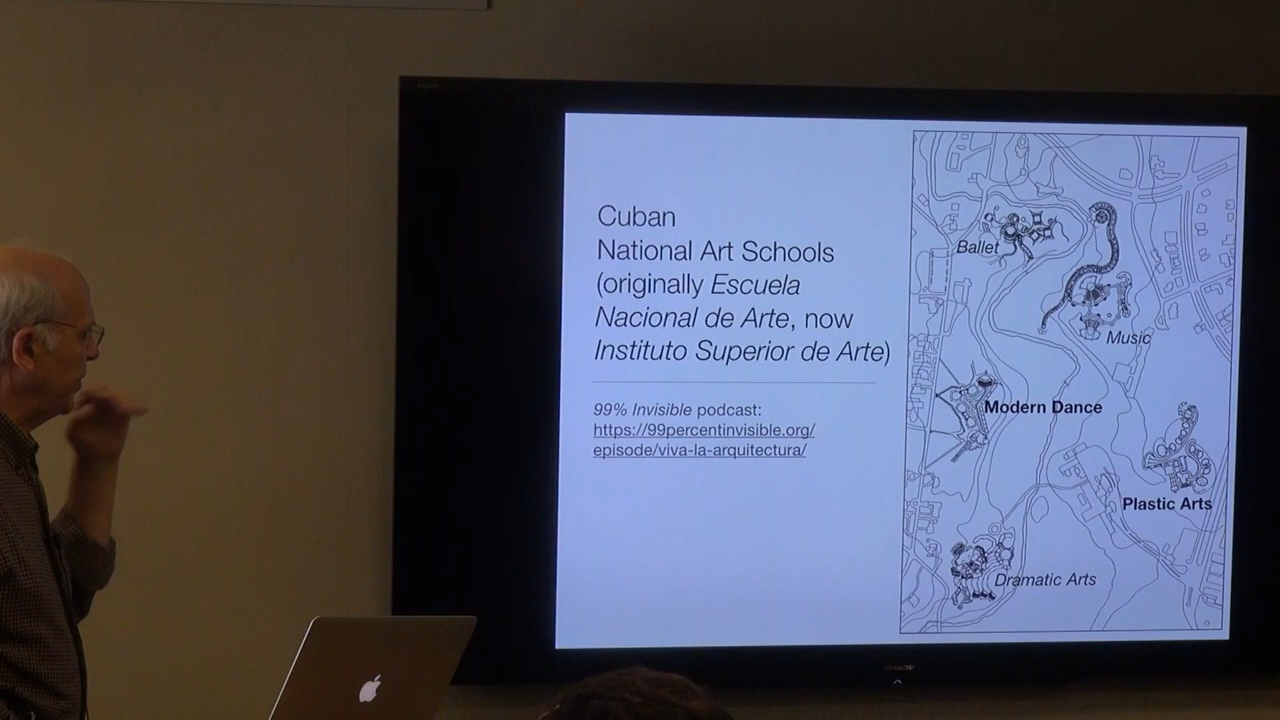 Cuban
National Art Schools
(originally Escuela
Nacional de Arte, now
Instituto Superior de Arte)
99% Invisible podcast:
https://99percentinvisible.org/
episode/viva-la-arquitectura/
Ballet
Music
Modern Dance
Plastic Arts
Dramatic Arts
SHARP